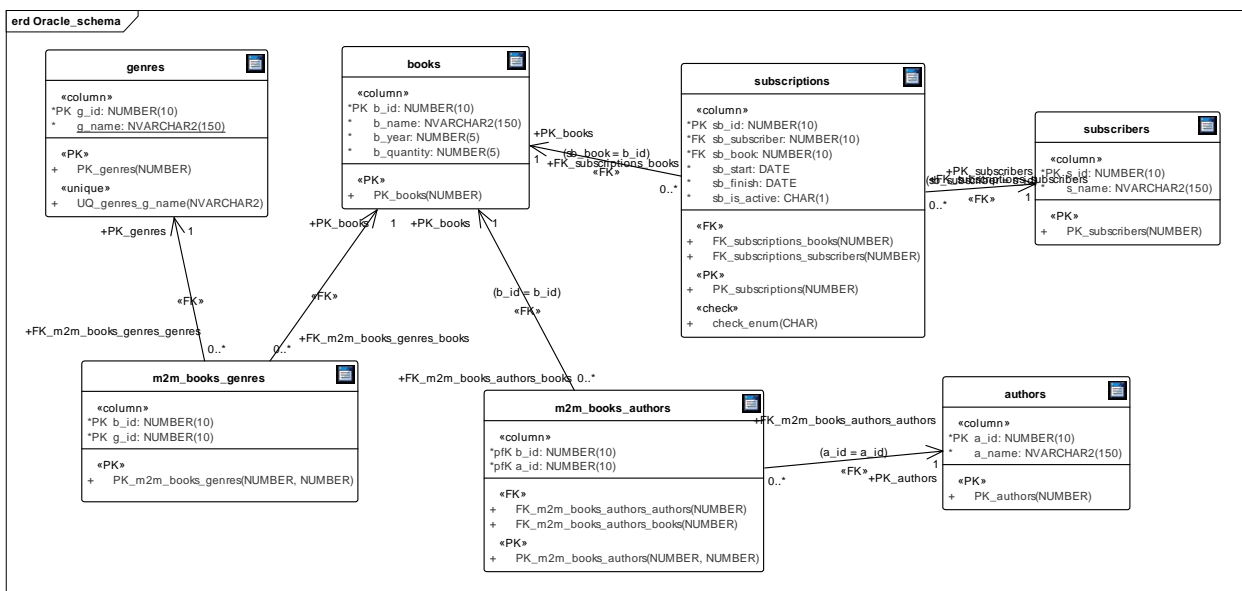 erd Oracle_schema
genres
«column»
*PK g_id: NUMBER(10)
* g_name: NVARCHAR2(150)
«PK»
+ PK_genres(NUMBER)
«unique»
+ UQ_genres_g_name(NVARCHAR2)
books
«column»
*PK b_id: NUMBER(10)
* b_name: NVARCHAR2(150)
* b_year: NUMBER(5)
* b_quantity: NUMBER(5)
«PK»
+ PK_books(NUMBER)
subscriptions
«column»
*PK sb_id: NUMBER(10)
*FK sb_subscriber: NUMBER(10)
*FK sb_book: NUMBER(10)
* sb_start: DATE
* sb_finish: DATE
* sb_is_active: CHAR(1)
«FK»
+ FK_subscriptions_books(NUMBER)
+ FK_subscriptions_subscribers(NUMBER)
«PK»
+ PK_subscriptions(NUMBER)
«check»
+ check_enum(CHAR)
subscribers
«column»
*PK s_id: NUMBER(10)
* s_name: NVARCHAR2(150)
«PK»
+ PK_subscribers(NUMBER)
+PK_books
1
(sb_book = b_id)
+FK_subscriptions_books
«FK»
0..*
+PK_subscribers
+FK_subscriptions_subscribers
0..*
«FK»
1
+PK_genres
1
«FK»
+FK_m2m_books_genres_genres
0..*
+PK_books
1
«FK»
0..*
+FK_m2m_books_genres_books
+PK_books
1
(b_id = b_id)
«FK»
+FK_m2m_books_authors_books
0..*
m2m_books_genres
«column»
*PK b_id: NUMBER(10)
*PK g_id: NUMBER(10)
«PK»
+ PK_m2m_books_genres(NUMBER, NUMBER)
m2m_books_authors
«column»
*pfK b_id: NUMBER(10)
*pfK a_id: NUMBER(10)
«FK»
+ FK_m2m_books_authors_authors(NUMBER)
+ FK_m2m_books_authors_books(NUMBER)
«PK»
+ PK_m2m_books_authors(NUMBER, NUMBER)
+FK_m2m_books_authors_authors
(a_id = a_id)
0..*
«FK»
+PK_authors
1
authors
«column»
*PK a_id: NUMBER(10)
* a_name: NVARCHAR2(150)
«PK»
+ PK_authors(NUMBER)